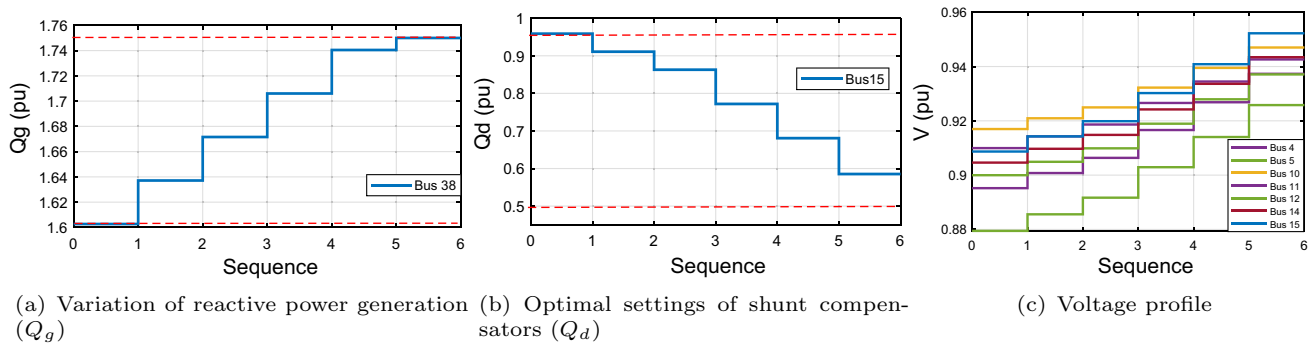 1.76
1.74
1.72
1.7
1.68
1.66
1.64
1.62
1.6
Qg (pu)
Bus 38
0 1 2 3 4 5 6
Sequence
(a) Variation of reactive power generation
(Q_g)
1
0.9
0.8
0.7
0.6
0.5
Qd (pu)
Bus15
0 1 2 3 4 5 6
Sequence
(b) Optimal settings of shunt compen-
sators (Q_d)
0.96
0.94
0.92
0.9
0.88
V (pu)
Bus 4
Bus 5
Bus 10
Bus 11
Bus 12
Bus 14
Bus 15
0 1 2 3 4 5 6
Sequence
(c) Voltage profile